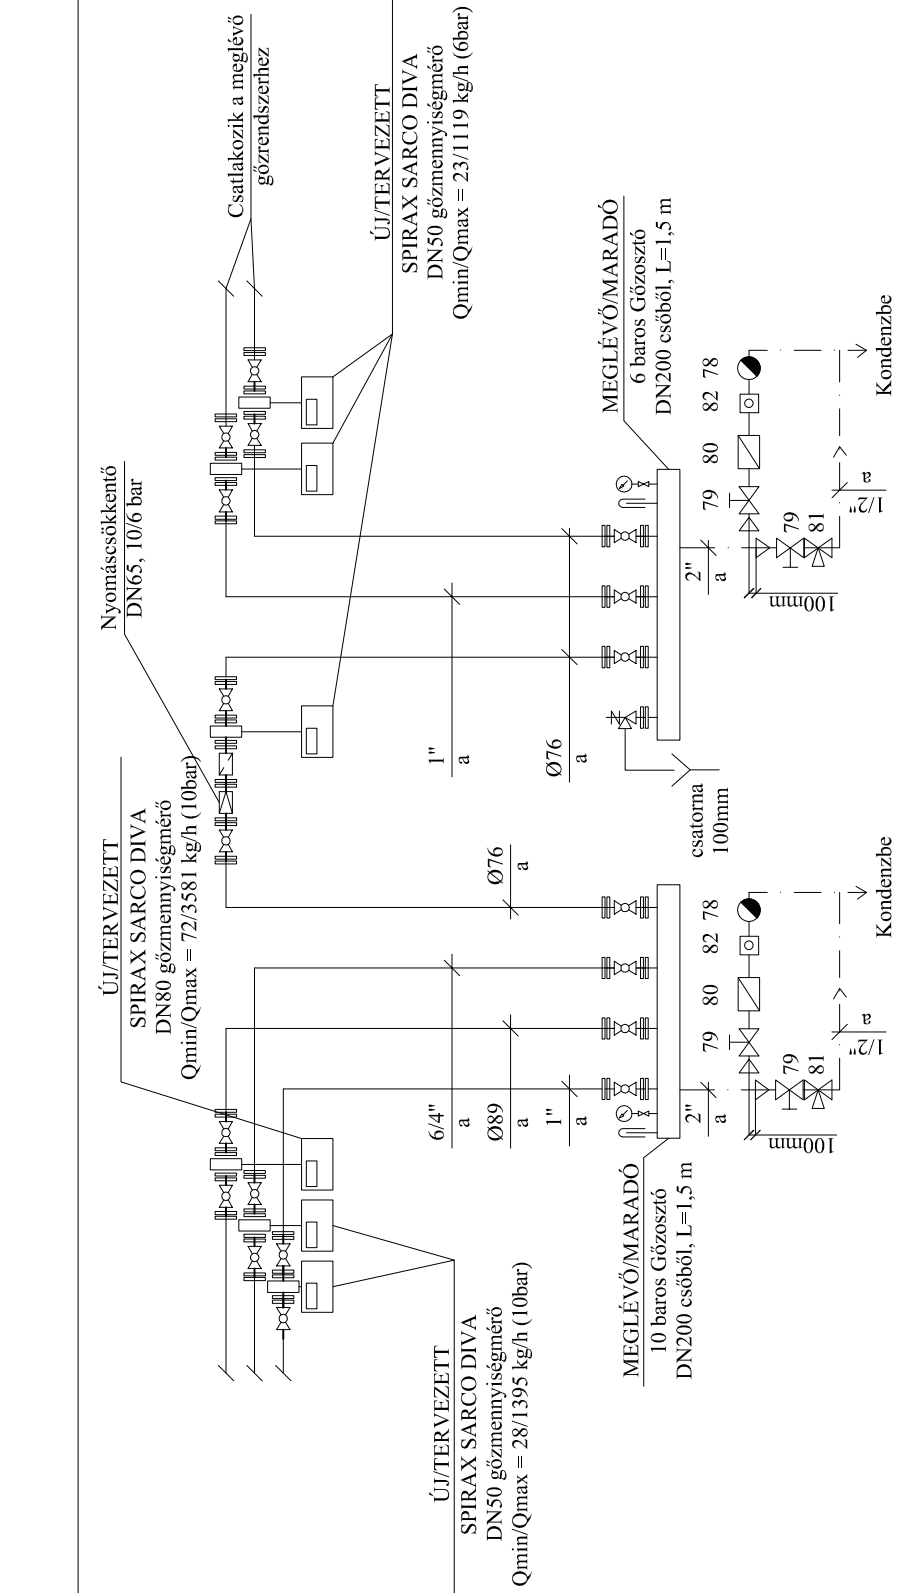 Csatlakozik a meglévő
gőzrendszerhez
ÚJ/TERVEZETT
SPIRAX SARCO DIVA
DN50 gőzmennyiségmérő
Qmin/Qmax = 23/1119 kg/h (6bar)
MEGLÉVŐ/MARADÓ
6 baros Gőzosztó
DN200 csőből, L=1,5 m
Nyomáscsökkentő
DN65, 10/6 bar
78
82
80
79
79
81
Kondenzbe
1/2"
a
2"
a
100mm
1"
a
Ø76
a
csatorna
100mm
ÚJ/TERVEZETT
SPIRAX SARCO DIVA
DN80 gőzmennyiségmérő
Qmin/Qmax = 72/3581 kg/h (10bar)
Ø76
a
6/4"
a
Ø89
a
1"
a
78
82
80
79
79
81
Kondenzbe
1/2"
a
2"
a
100mm
MEGLÉVŐ/MARADÓ
10 baros Gőzosztó
DN200 csőből, L=1,5 m
ÚJ/TERVEZETT
SPIRAX SARCO DIVA
DN50 gőzmennyiségmérő
Qmin/Qmax = 28/1395 kg/h (10bar)